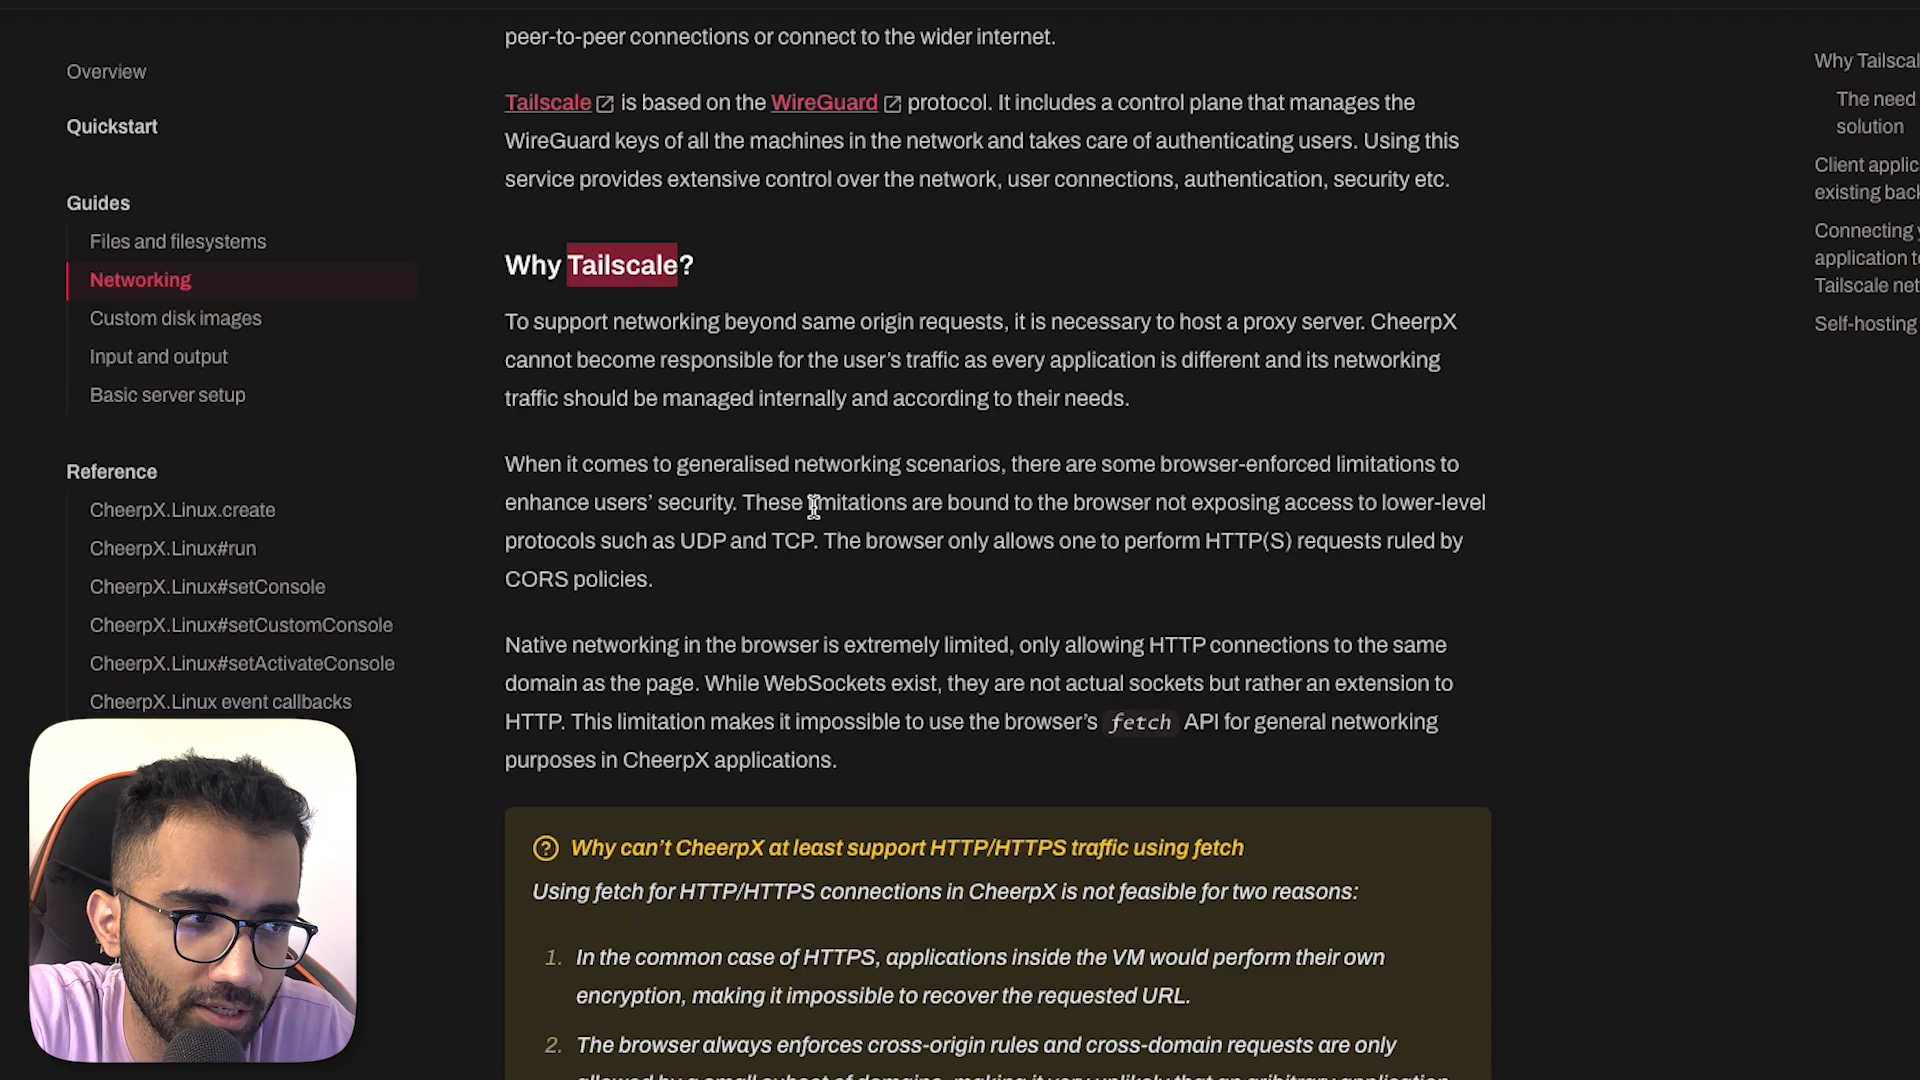 Overview
Quickstart
Guides
Files and filesystems
Networking
Custom disk images
Input and output
Basic server setup
Reference
CheerpX.Linux.create
CheerpX.Linux#run
CheerpX.Linux#setConsole
CheerpX.Linux#setCustomConsole
CheerpX.Linux#setActivateConsole
CheerpX.Linux event callbacks
peer-to-peer connections or connect to the wider internet.
Tailscale is based on the WireGuard protocol. It includes a control plane that manages the
WireGuard keys of all the machines in the network and takes care of authenticating users. Using this
service provides extensive control over the network, user connections, authentication, security etc.
Why Tailscale?
To support networking beyond same origin requests, it is necessary to host a proxy server. CheerpX
cannot become responsible for the user’s traffic as every application is different and its networking
traffic should be managed internally and according to their needs.
When it comes to generalised networking scenarios, there are some browser-enforced limitations to
enhance users’ security. These limitations are bound to the browser not exposing access to lower-level
protocols such as UDP and TCP. The browser only allows one to perform HTTP(S) requests ruled by
CORS policies.
Native networking in the browser is extremely limited, only allowing HTTP connections to the same
domain as the page. While WebSockets exist, they are not actual sockets but rather an extension to
HTTP. This limitation makes it impossible to use the browser’s fetch API for general networking
purposes in CheerpX applications.
Why can’t CheerpX at least support HTTP/HTTPS traffic using fetch
Using fetch for HTTP/HTTPS connections in CheerpX is not feasible for two reasons:
1. In the common case of HTTPS, applications inside the VM would perform their own
encryption, making it impossible to recover the requested URL.
2. The browser always enforces cross-origin rules and cross-domain requests are only
allowed by a small subset of domains, making it very unlikely that an arbitrary application
Why Tailscal
The need
solution
Client applic
existing back
Connecting y
application to
Tailscale net
Self-hosting